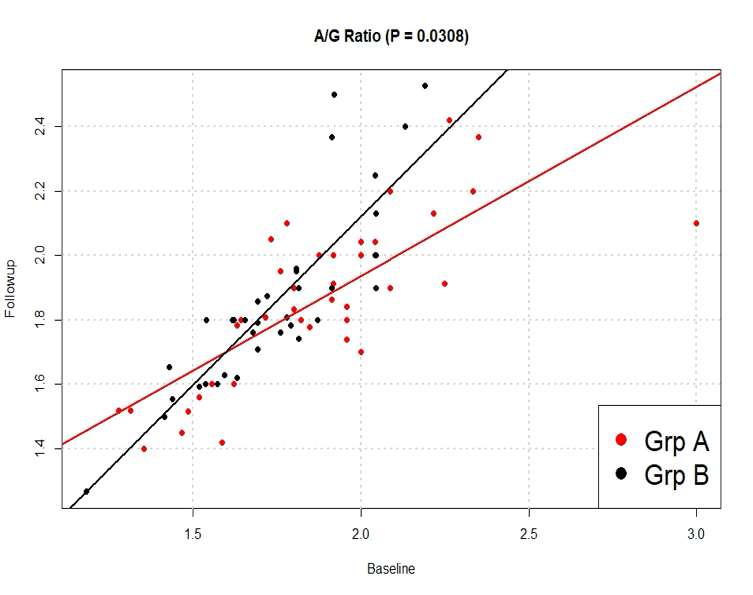 A/G Ratio (P = 0.0308)
Followup
2.4
2.2
2.0
1.8
1.6
1.4
Grp A
Grp B
1.5 2.0 2.5 3.0
Baseline